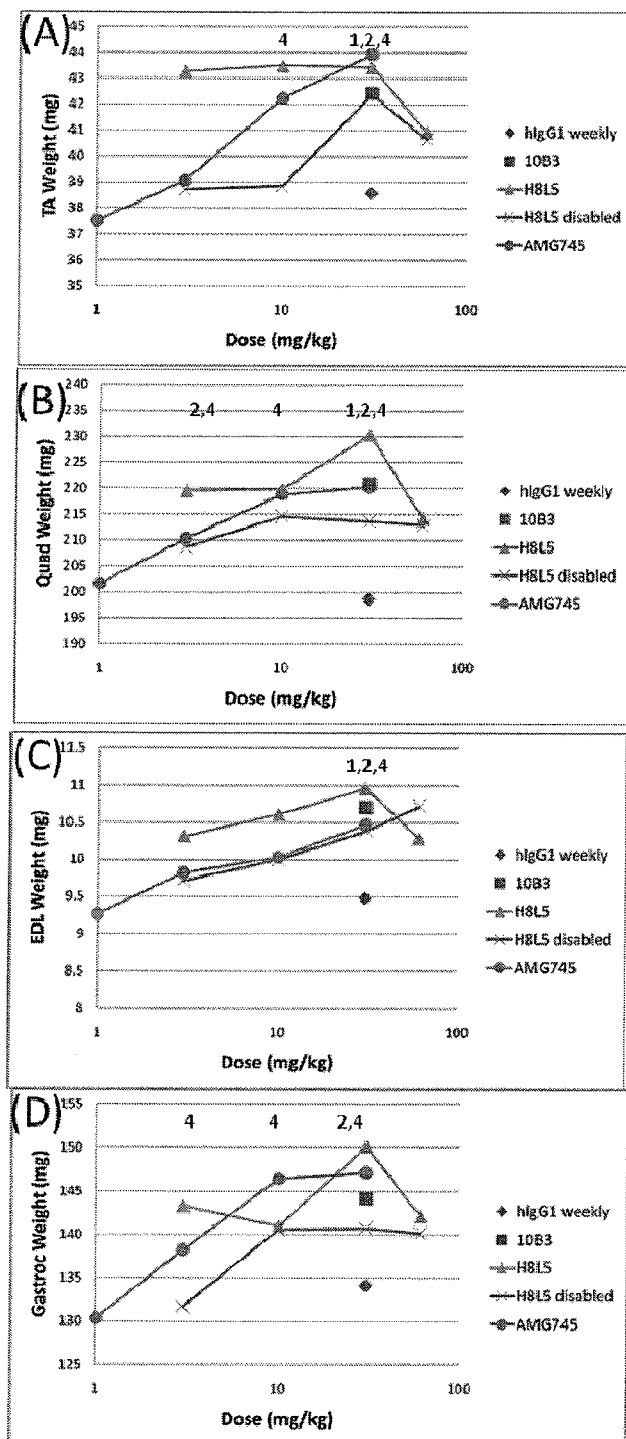 (A)
TA Weight (mg)
45
44
43
42
41
40
39
38
37
36
35
4
1,2,4
1
10
100
Dose (mg/kg)
hIgG1 weekly
10B3
H8L5
H8L5 disabled
AMG745
(B)
Quad Weight (mg)
240
235
230
225
220
215
210
205
200
195
190
2,4
4
1,2,4
1
10
100
Dose (mg/kg)
hIgG1 weekly
10B3
H8L5
H8L5 disabled
AMG745
(C)
EDL Weight (mg)
11.5
11
10.5
10
9.5
9
8.5
8
1,2,4
1
10
100
Dose (mg/kg)
hIgG1 weekly
10B3
H8L5
H8L5 disabled
AMG745
(D)
Gastroc Weight (mg)
155
150
145
140
135
130
125
4
4
2,4
1
10
100
Dose (mg/kg)
hIgG1 weekly
10B3
H8L5
H8L5 disabled
AMG745